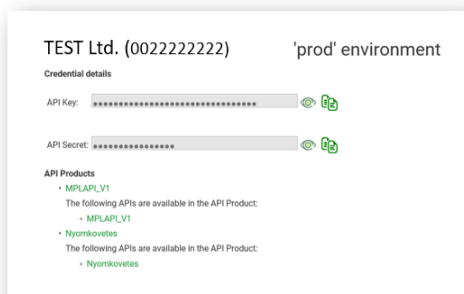 TEST Ltd. (0022222222) 'prod' environment
Credential details
API Key: ••••••••••••••••••••••••••••••••
API Secret: ••••••••••••••••
API Products
• MPLAPI_V1
The following APIs are available in the API Product:
◦ MPLAPI_V1
• Nyomkovetes
The following APIs are available in the API Product:
◦ Nyomkovetes